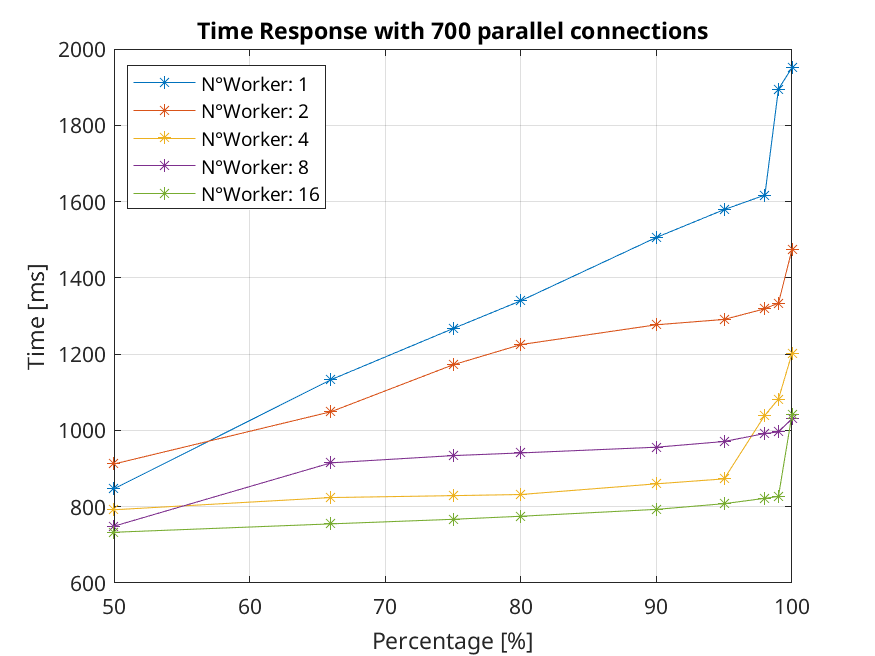 Time Response with 700 parallel connections
2000
1800
1600
1400
1200
1000
800
600
Time [ms]
N°Worker: 1
N°Worker: 2
N°Worker: 4
N°Worker: 8
N°Worker: 16
50
60
70
80
90
100
Percentage [%]